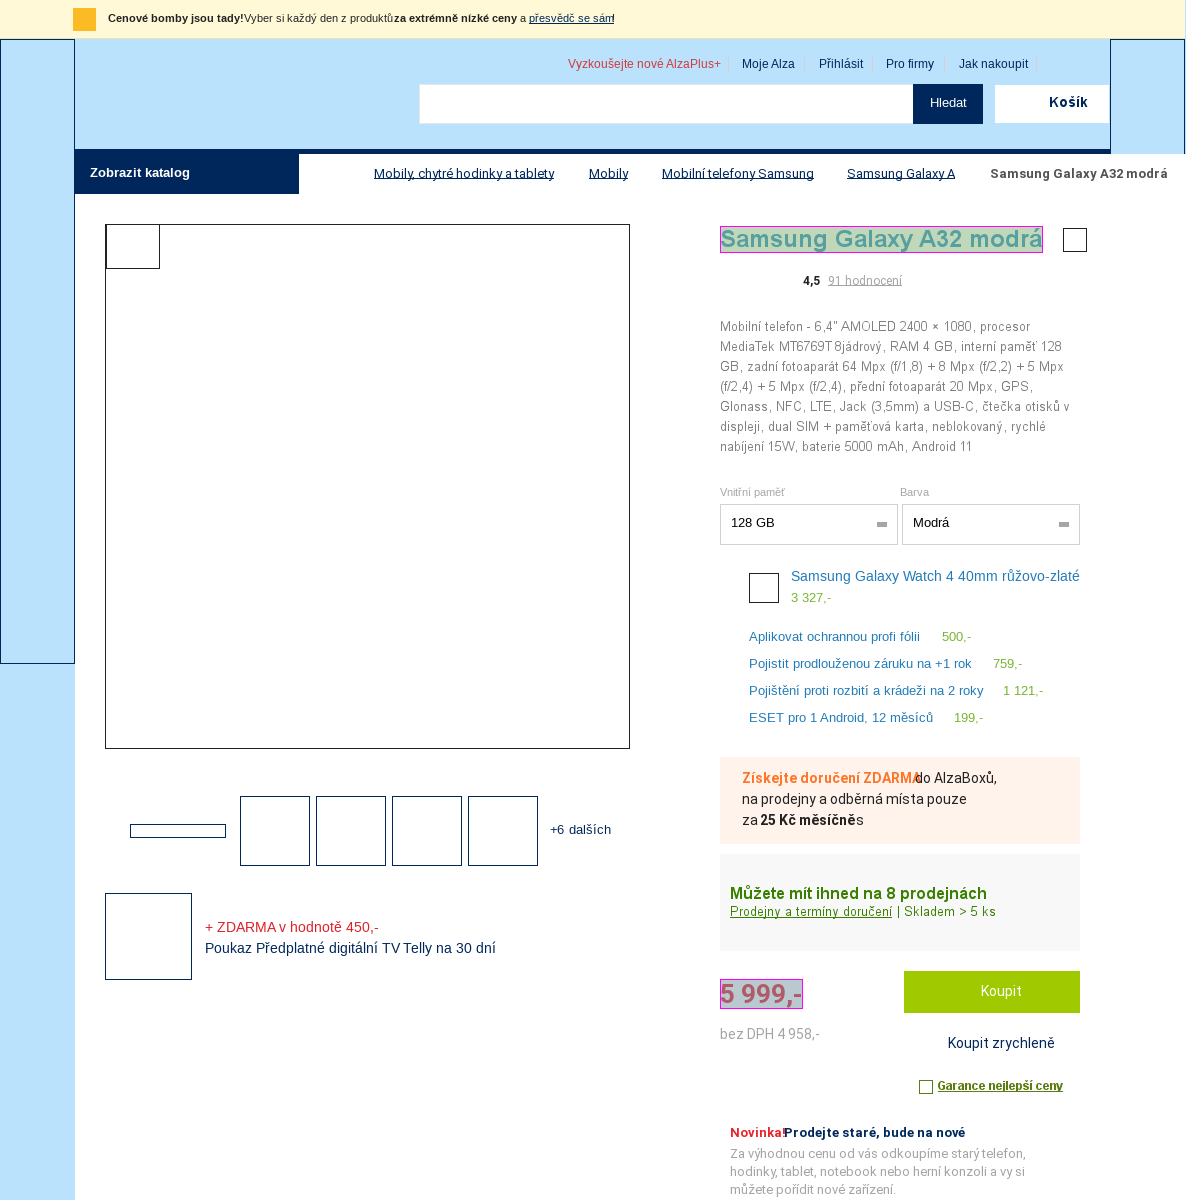 Cenové bomby jsou tady! Vyber si každý den z produktů za extrémně nízké ceny a přesvědč se sám!
Vyzkoušejte nové AlzaPlus+ Moje Alza Přihlásit Pro firmy Jak nakoupit
Hledat Košík
Zobrazit katalog Mobily, chytré hodinky a tablety Mobily Mobilní telefony Samsung Samsung Galaxy A Samsung Galaxy A32 modrá
Samsung Galaxy A32 modrá
4,5 91 hodnocení
Mobilní telefon - 6,4" AMOLED 2400 × 1080, procesor
MediaTek MT6769T 8jádrový, RAM 4 GB, interní paměť 128
GB, zadní fotoaparát 64 Mpx (f/1,8) + 8 Mpx (f/2,2) + 5 Mpx
(f/2,4) + 5 Mpx (f/2,4), přední fotoaparát 20 Mpx, GPS,
Glonass, NFC, LTE, Jack (3,5mm) a USB-C, čtečka otisků v
displeji, dual SIM + paměťová karta, neblokovaný, rychlé
nabíjení 15W, baterie 5000 mAh, Android 11
Vnitřní paměť Barva
128 GB Modrá
Samsung Galaxy Watch 4 40mm růžovo-zlaté
3 327,-
Aplikovat ochrannou profi fólii 500,-
Pojistit prodlouženou záruku na +1 rok 759,-
Pojištění proti rozbití a krádeži na 2 roky 1 121,-
ESET pro 1 Android, 12 měsíců 199,-
Získejte doručení ZDARMA do AlzaBoxů,
na prodejny a odběrná místa pouze
za 25 Kč měsíčně s
+6 dalších
Můžete mít ihned na 8 prodejnách
Prodejny a termíny doručení | Skladem > 5 ks
+ ZDARMA v hodnotě 450,-
Poukaz Předplatné digitální TV Telly na 30 dní
5 999,- Koupit
bez DPH 4 958,-
Koupit zrychleně
Garance nejlepší ceny
Novinka! Prodejte staré, bude na nové
Za výhodnou cenu od vás odkoupíme starý telefon,
hodinky, tablet, notebook nebo herní konzoli a vy si
můžete pořídit nové zařízení.